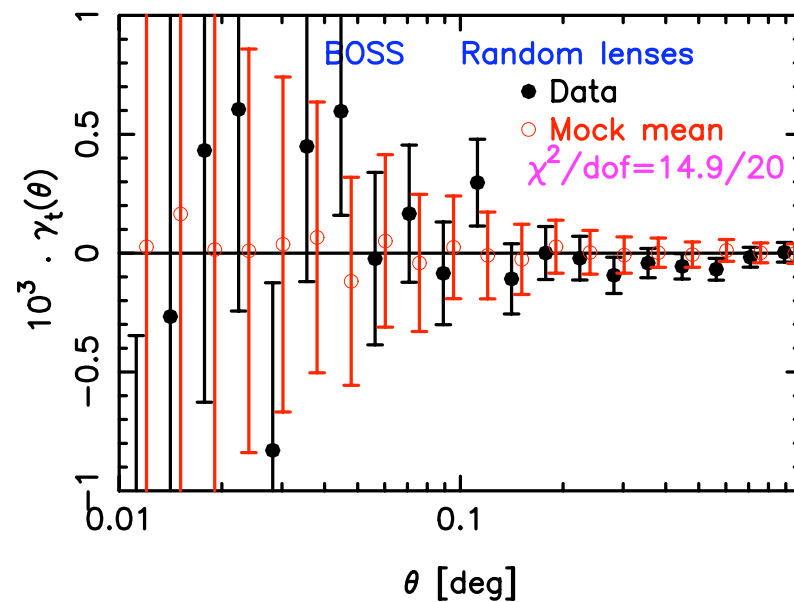 BOSS Random lenses
Data
Mock mean
χ²/dof=14.9/20
10³ · γₜ(θ)
1
0.5
0
−0.5
−1
0.01 0.1
θ [deg]